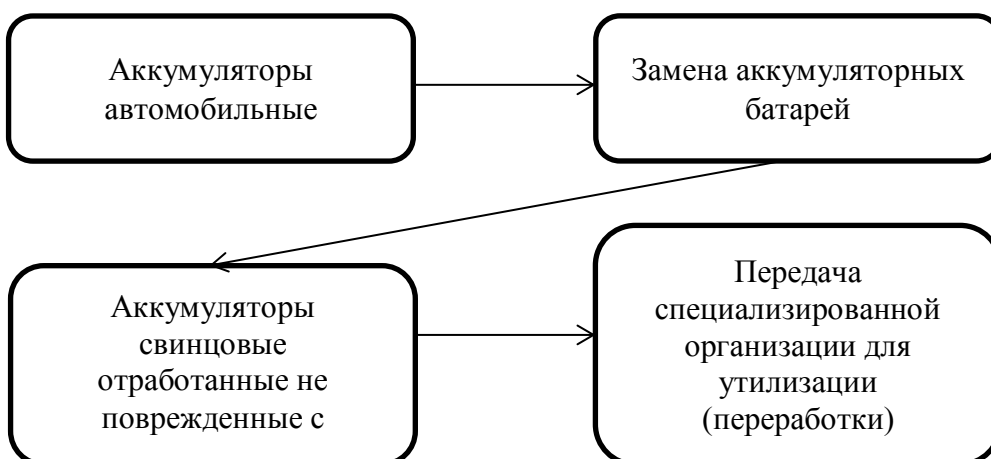 Аккумуляторы
автомобильные
Замена аккумуляторных
батарей
Аккумуляторы
свинцовые
отработанные не
поврежденные с
Передача
специализированной
организации для
утилизации
(переработки)